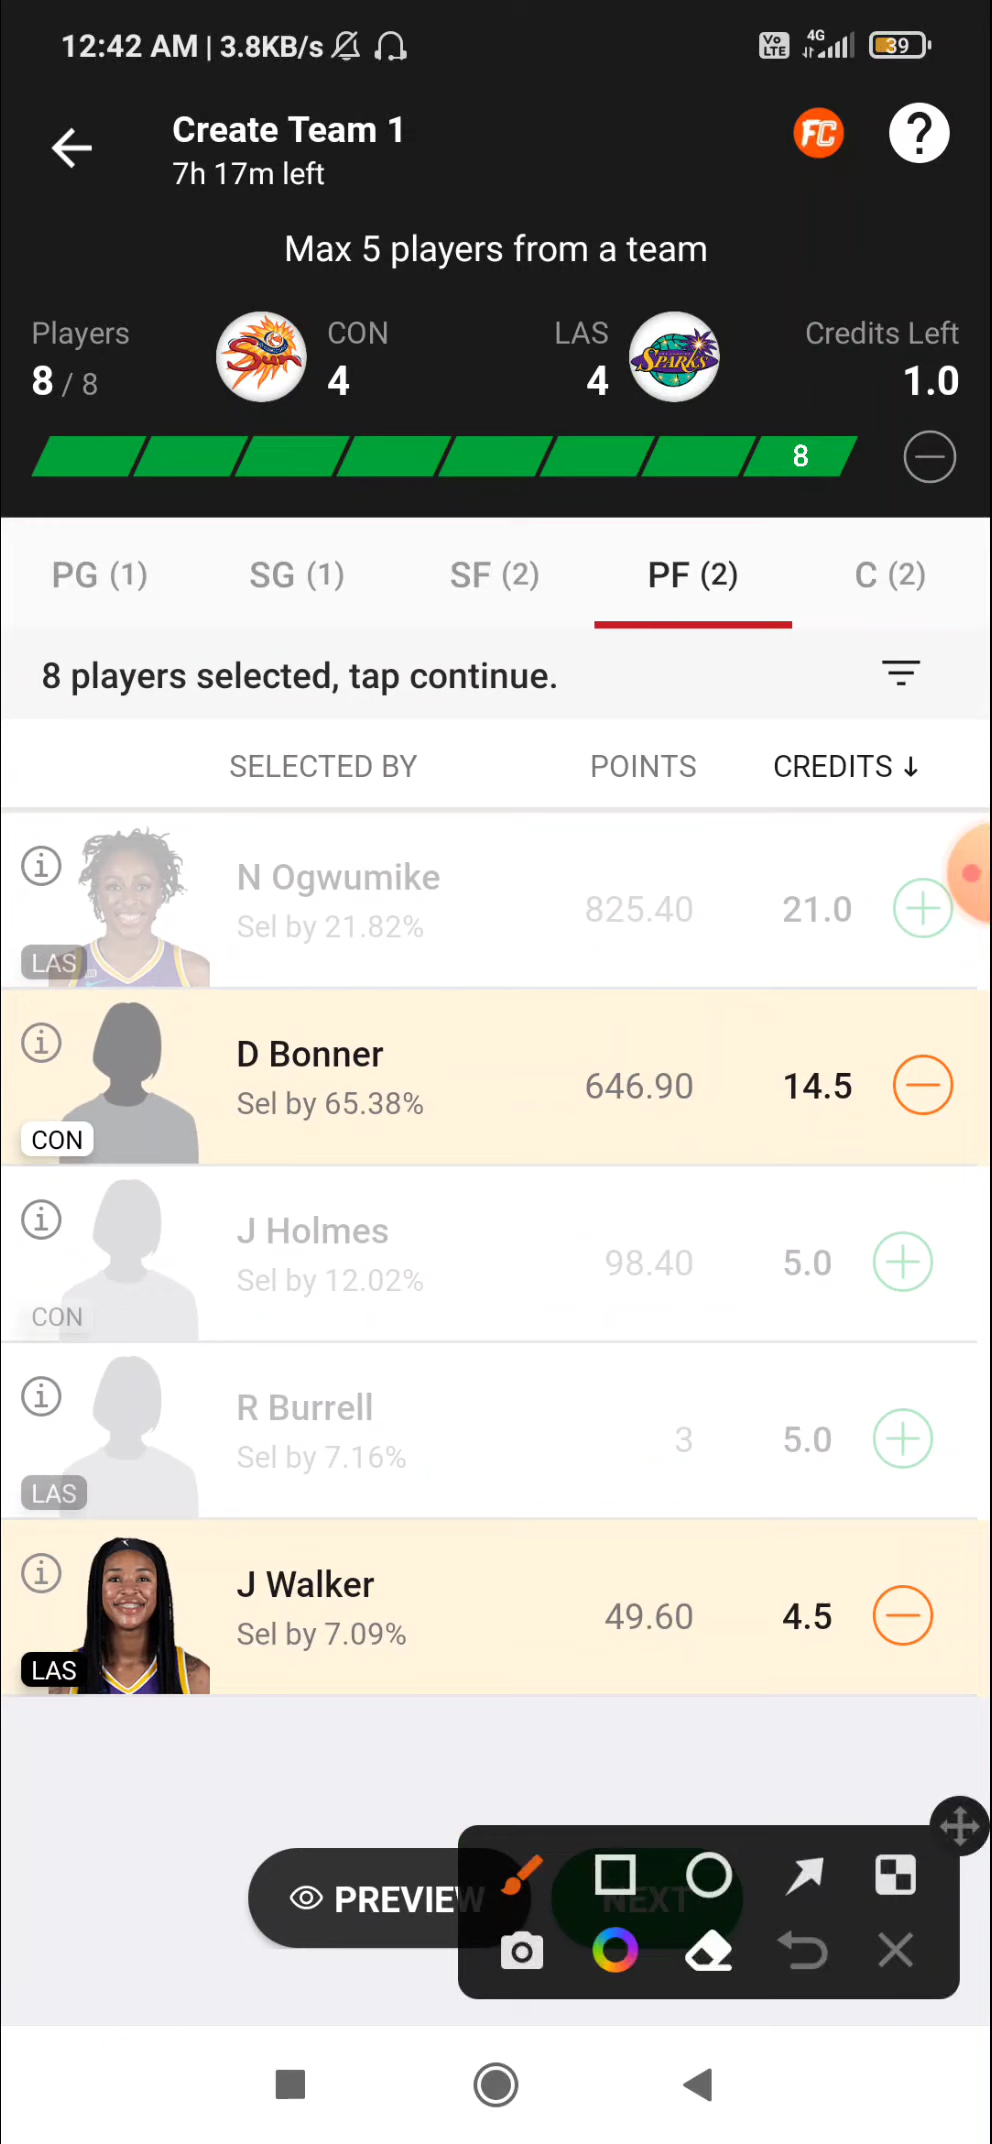 12:42 AM | 3.8KB/s
Vo LTE 4G 39
Create Team 1
7h 17m left
FC
?
Max 5 players from a team
Players CON LAS Credits Left
8 / 8 Sun 4 4 SPARKS 1.0
8
PG (1) SG (1) SF (2) PF (2) C (2)
8 players selected, tap continue.
SELECTED BY POINTS CREDITS ↓
N Ogwumike
Sel by 21.82% 825.40 21.0
LAS
D Bonner
Sel by 65.38% 646.90 14.5
CON
J Holmes
Sel by 12.02% 98.40 5.0
CON
R Burrell
Sel by 7.16% 3 5.0
LAS
J Walker
Sel by 7.09% 49.60 4.5
LAS
PREVIEW NEXT